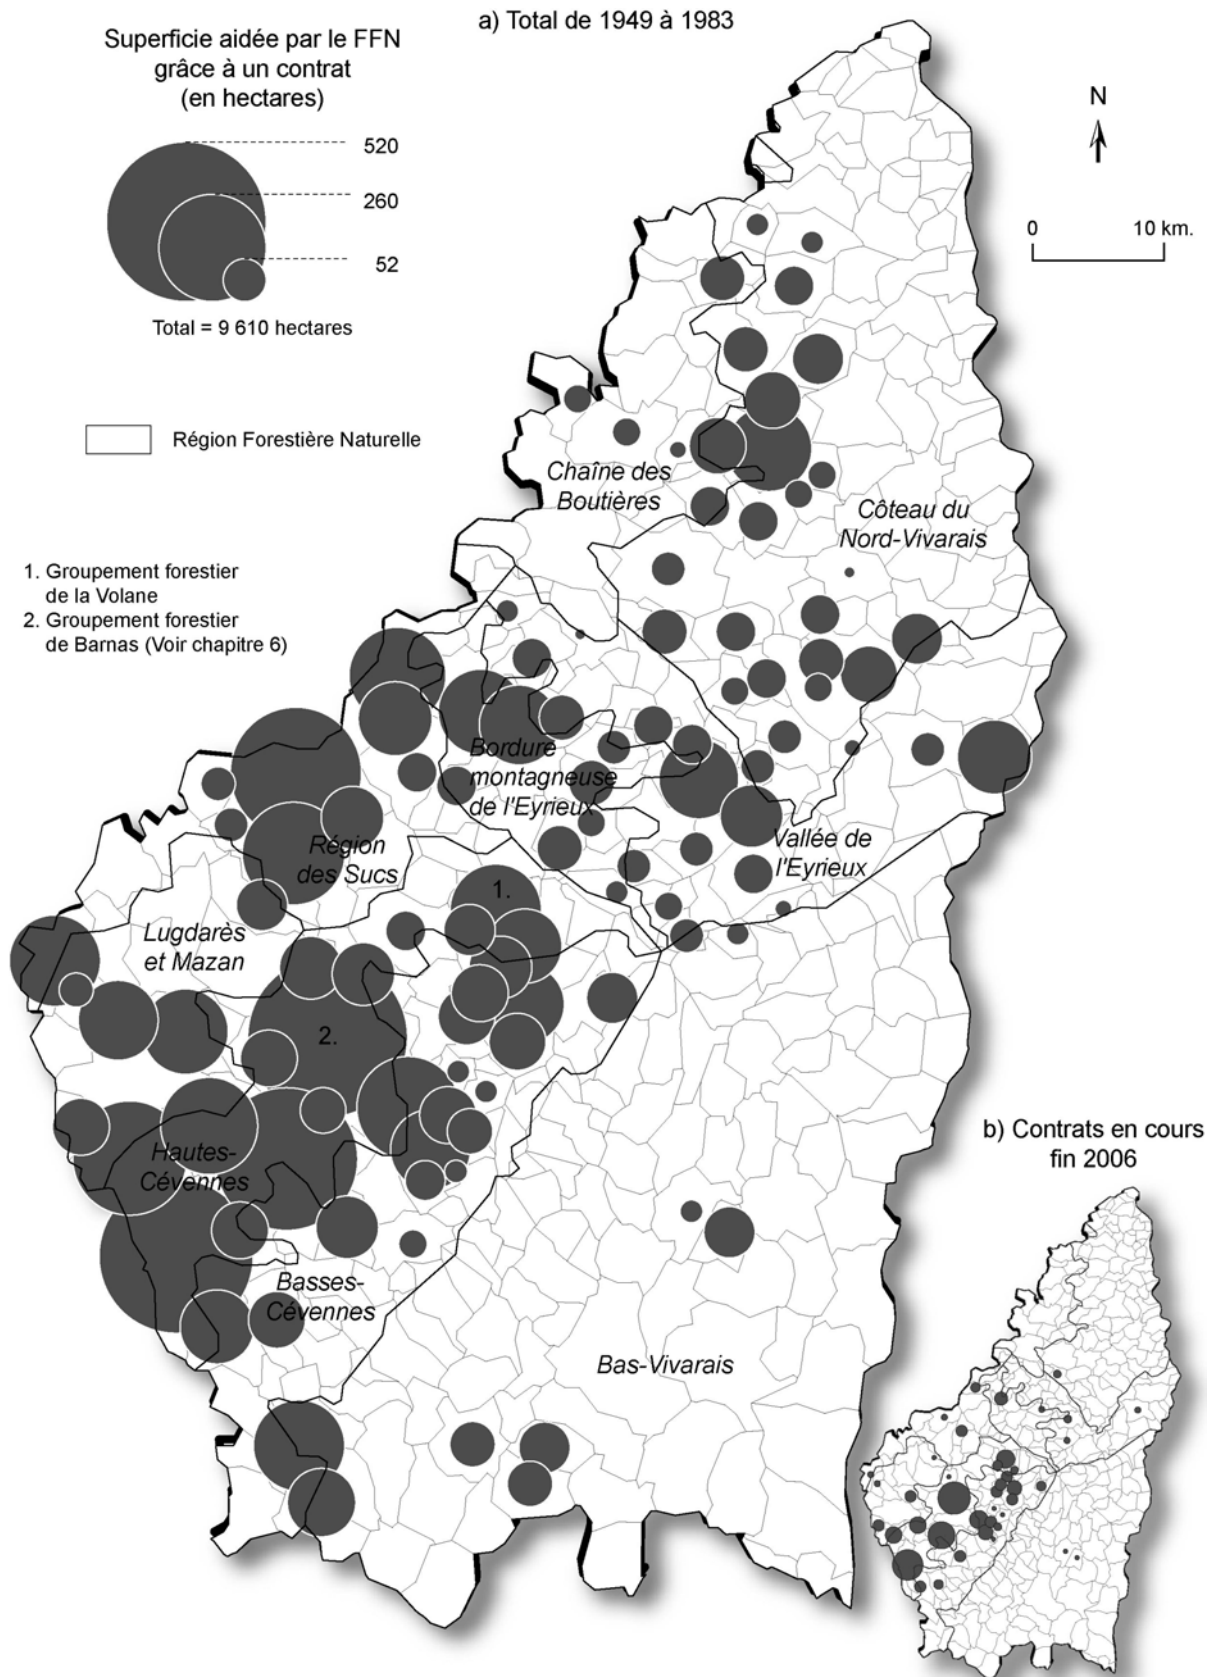 a) Total de 1949 à 1983
Superficie aidée par le FFN
grâce à un contrat
(en hectares)
520
260
52
Total = 9 610 hectares
N
0 10 km.
Région Forestière Naturelle
1. Groupement forestier
de la Volane
2. Groupement forestier
de Barnas (Voir chapitre 6)
Chaîne des
Boutières
Côteau du
Nord-Vivarais
Bordure
montagneuse
de l'Eyrieux
Vallée de
l'Eyrieux
Région
des Sucs
1.
Lugdarès
et Mazan
2.
Hautes-
Cévennes
Basses-
Cévennes
Bas-Vivarais
b) Contrats en cours
fin 2006